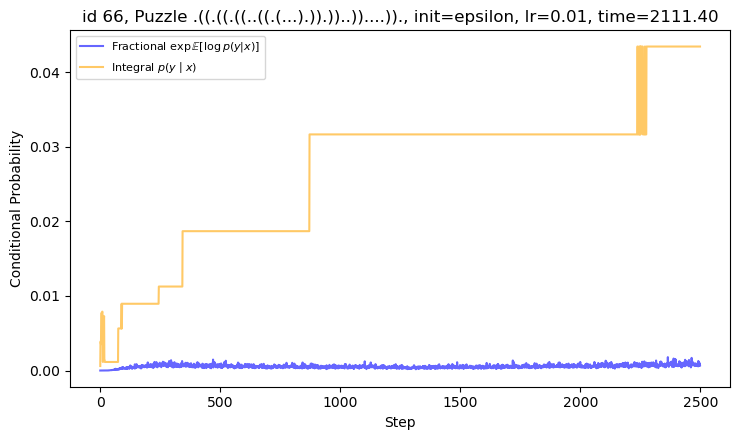 id 66, Puzzle .((.((.((..((.(...).)).))..))....))., init=epsilon, lr=0.01, time=2111.40
Fractional exp𝔼[log p(y|x)]
Integral p(y | x)
Conditional Probability
0.04
0.03
0.02
0.01
0.00
0
500
1000
1500
2000
2500
Step